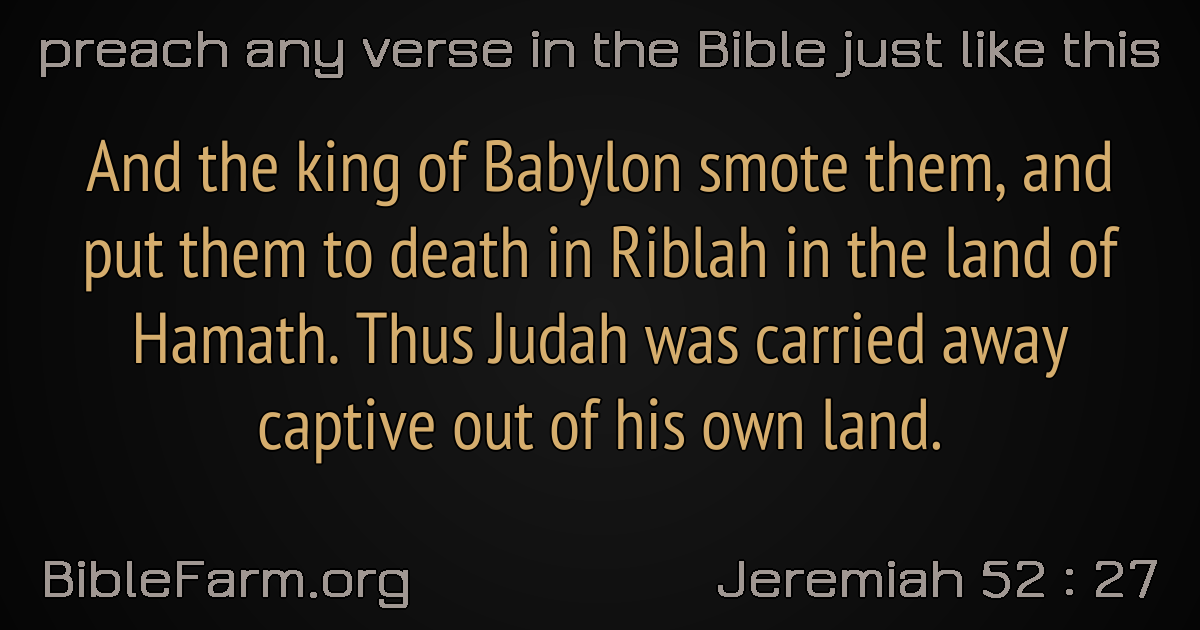 preach any verse in the Bible just like this
And the king of Babylon smote them, and
put them to death in Riblah in the land of
Hamath. Thus Judah was carried away
captive out of his own land.
BibleFarm.org
Jeremiah 52 : 27